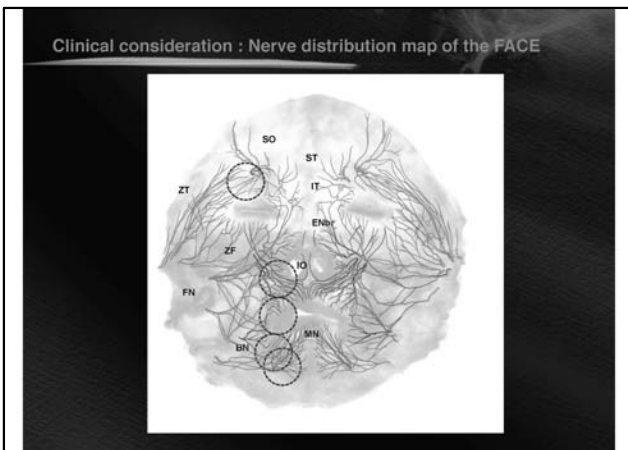 Clinical consideration : Nerve distribution map of the FACE
SO
ST
ZT
IT
ENbr
ZF
IO
FN
MN
BN